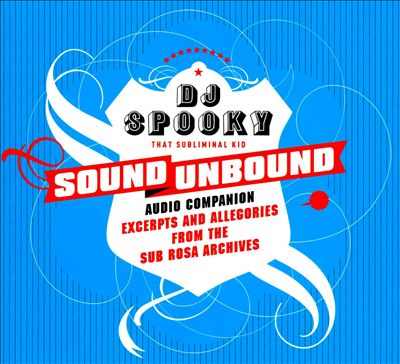 DJ
SPOOKY
THAT SUBLIMINAL KID
SOUND UNBOUND
AUDIO COMPANION
EXCERPTS AND ALLEGORIES
FROM THE
SUB ROSA ARCHIVES